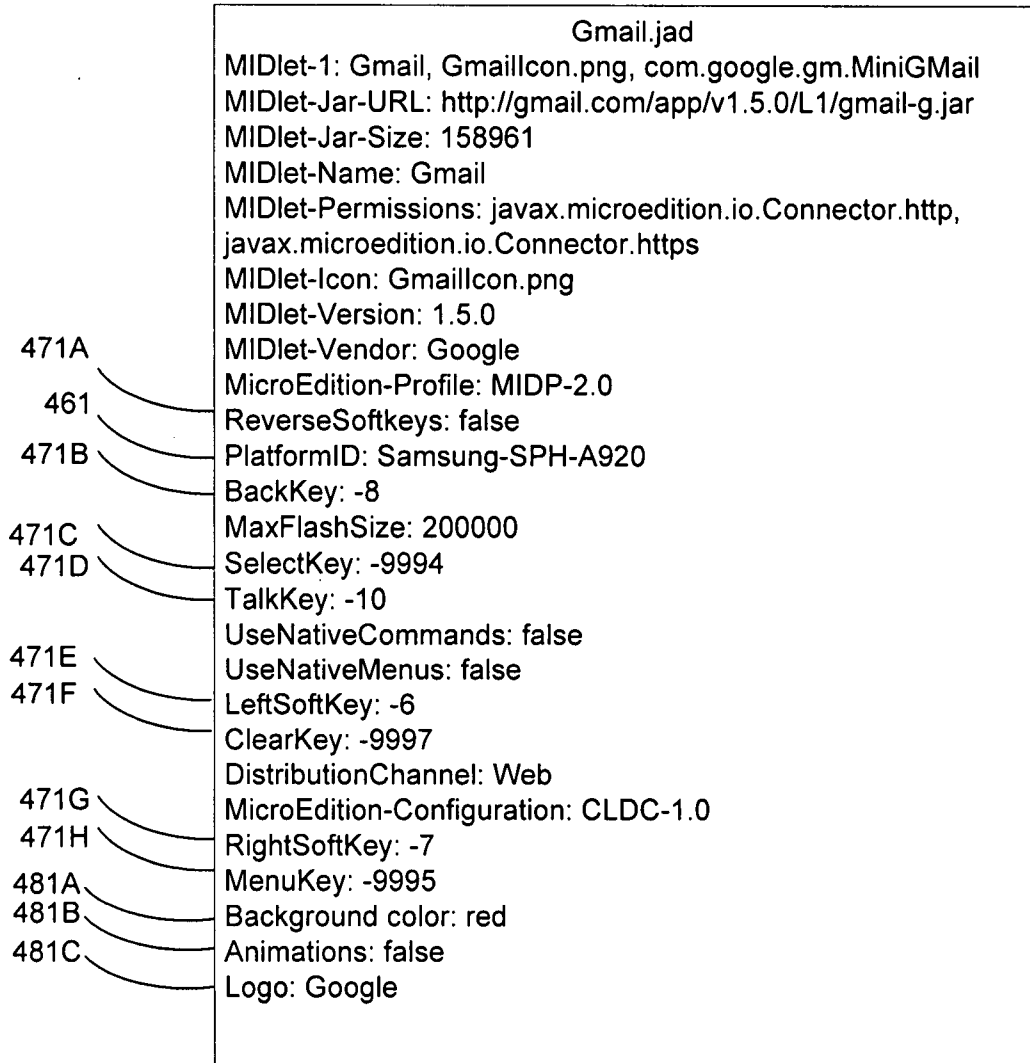 Gmail.jad
MIDlet-1: Gmail, GmailIcon.png, com.google.gm.MiniGMail
MIDlet-Jar-URL: http://gmail.com/app/v1.5.0/L1/gmail-g.jar
MIDlet-Jar-Size: 158961
MIDlet-Name: Gmail
MIDlet-Permissions: javax.microedition.io.Connector.http,
javax.microedition.io.Connector.https
MIDlet-Icon: GmailIcon.png
MIDlet-Version: 1.5.0
MIDlet-Vendor: Google
MicroEdition-Profile: MIDP-2.0
471A
ReverseSoftkeys: false
461
PlatformID: Samsung-SPH-A920
471B
BackKey: -8
MaxFlashSize: 200000
471C
SelectKey: -9994
471D
TalkKey: -10
UseNativeCommands: false
UseNativeMenus: false
471E
LeftSoftKey: -6
471F
ClearKey: -9997
DistributionChannel: Web
MicroEdition-Configuration: CLDC-1.0
471G
RightSoftKey: -7
471H
MenuKey: -9995
481A
Background color: red
481B
Animations: false
481C
Logo: Google